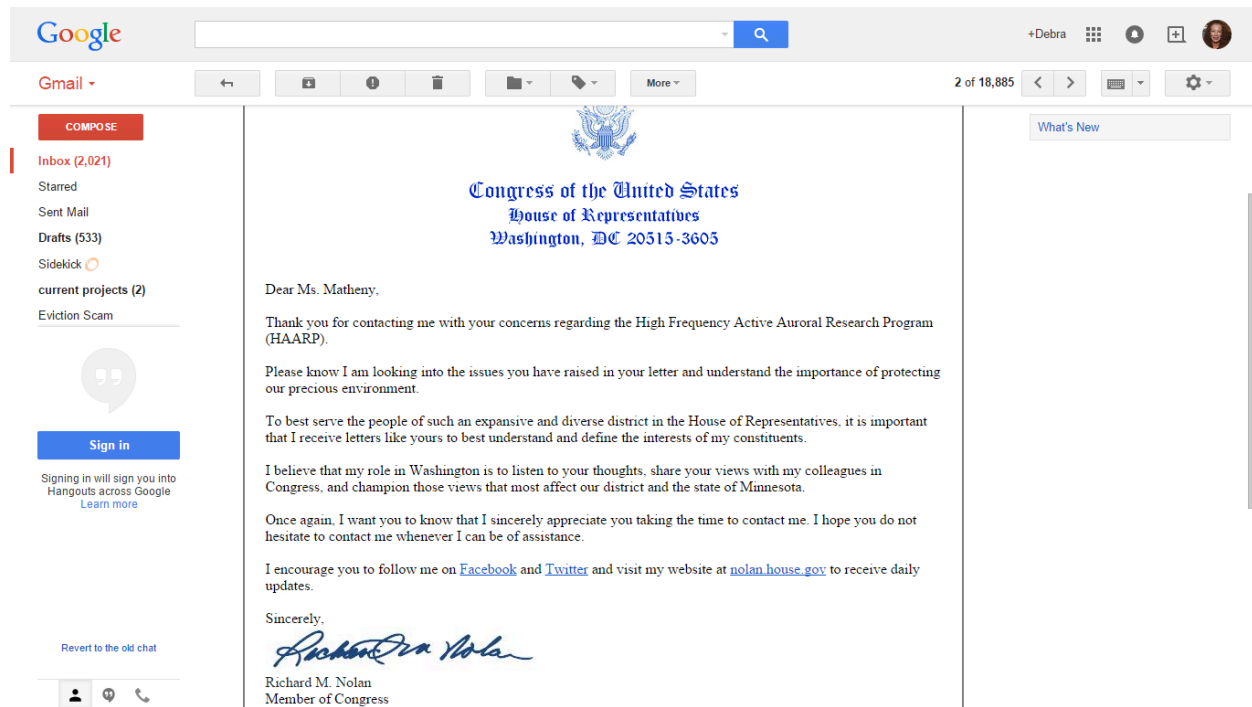 Google
+Debra
Gmail
More
2 of 18,885
COMPOSE
Inbox (2,021)
Starred
Sent Mail
Drafts (533)
Sidekick
current projects (2)
Eviction Scam
Sign in
Signing in will sign you into
Hangouts across Google
Learn more
Revert to the old chat
Congress of the United States
House of Representatives
Washington, DC 20515-3605
Dear Ms. Matheny,
Thank you for contacting me with your concerns regarding the High Frequency Active Auroral Research Program
(HAARP).
Please know I am looking into the issues you have raised in your letter and understand the importance of protecting
our precious environment.
To best serve the people of such an expansive and diverse district in the House of Representatives, it is important
that I receive letters like yours to best understand and define the interests of my constituents.
I believe that my role in Washington is to listen to your thoughts, share your views with my colleagues in
Congress, and champion those views that most affect our district and the state of Minnesota.
Once again, I want you to know that I sincerely appreciate you taking the time to contact me. I hope you do not
hesitate to contact me whenever I can be of assistance.
I encourage you to follow me on Facebook and Twitter and visit my website at nolan.house.gov to receive daily
updates.
Sincerely,
Richard M. Nolan
Richard M. Nolan
Member of Congress
What's New